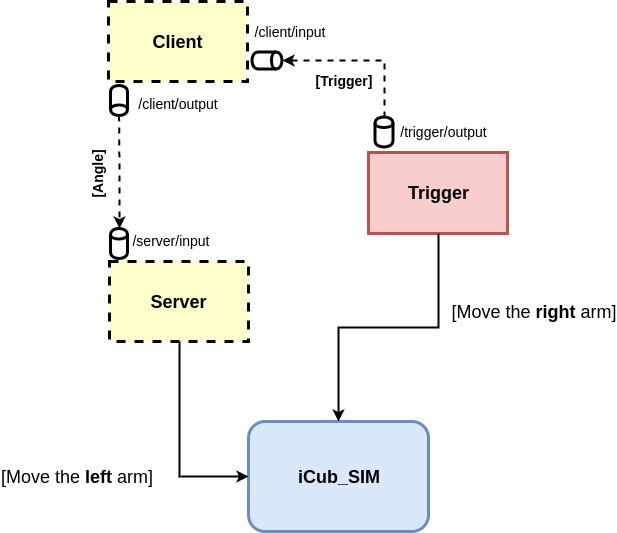 Client
/client/input
[Trigger]
/client/output
/trigger/output
[Angle]
Trigger
/server/input
Server
[Move the right arm]
[Move the left arm]
iCub_SIM